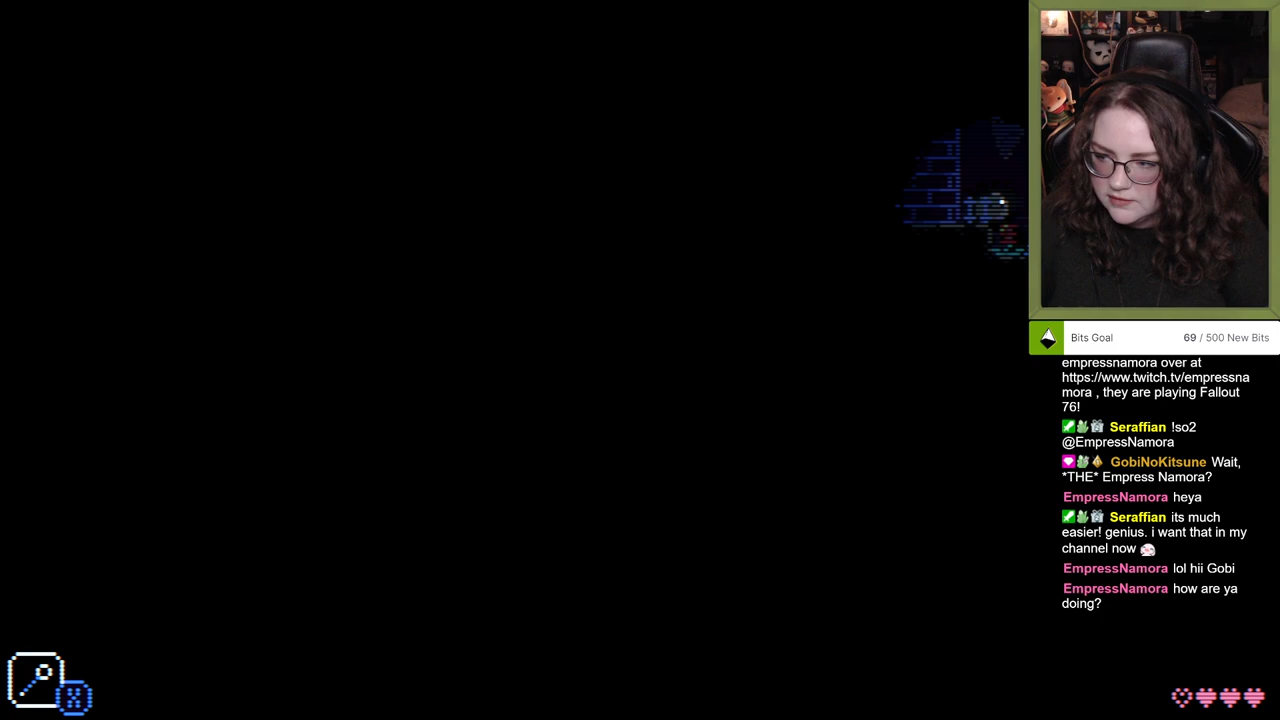 Bits Goal 69 / 500 New Bits
empressnamora over at
https://www.twitch.tv/empressna
mora , they are playing Fallout
76!
Seraffian !so2
@EmpressNamora
GobiNoKitsune Wait,
*THE* Empress Namora?
EmpressNamora heya
Seraffian its much
easier! genius. i want that in my
channel now
EmpressNamora lol hii Gobi
EmpressNamora how are ya
doing?
X